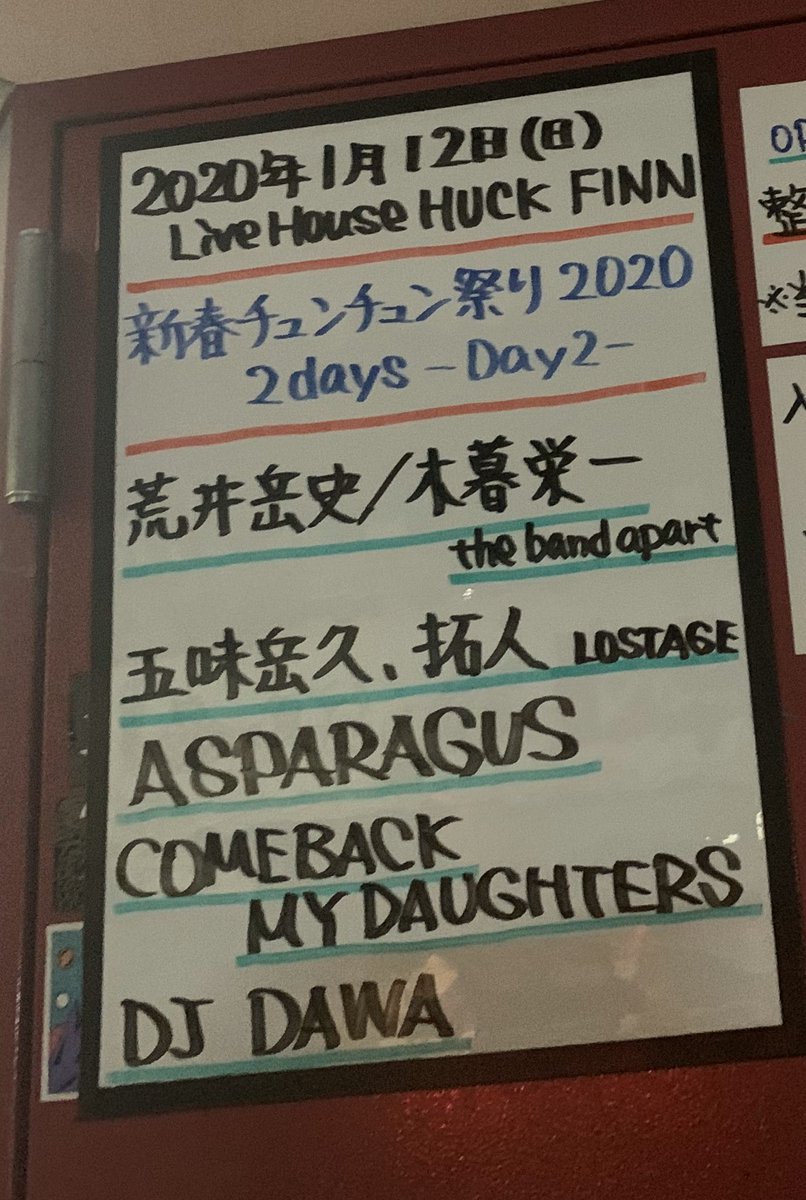 2020年1月12日(日)
Live House HUCK FINN
新春チュンチュン祭り2020
2days -Day2-
荒井岳史/木暮栄一
the band apart
五味岳久、拓人 LOSTAGE
ASPARAGUS
COMEBACK
MY DAUGHTERS
DJ DAWA
整